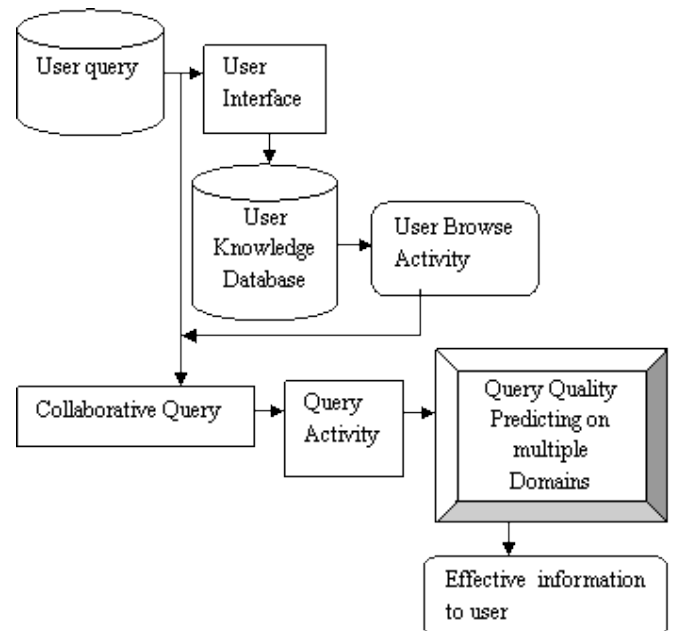 User query
User
Interface
User
Knowledge
Database
User Browse
Activity
Collaborative Query
Query
Activity
Query Quality
Predicting on
multiple
Domains
Effective information
to user